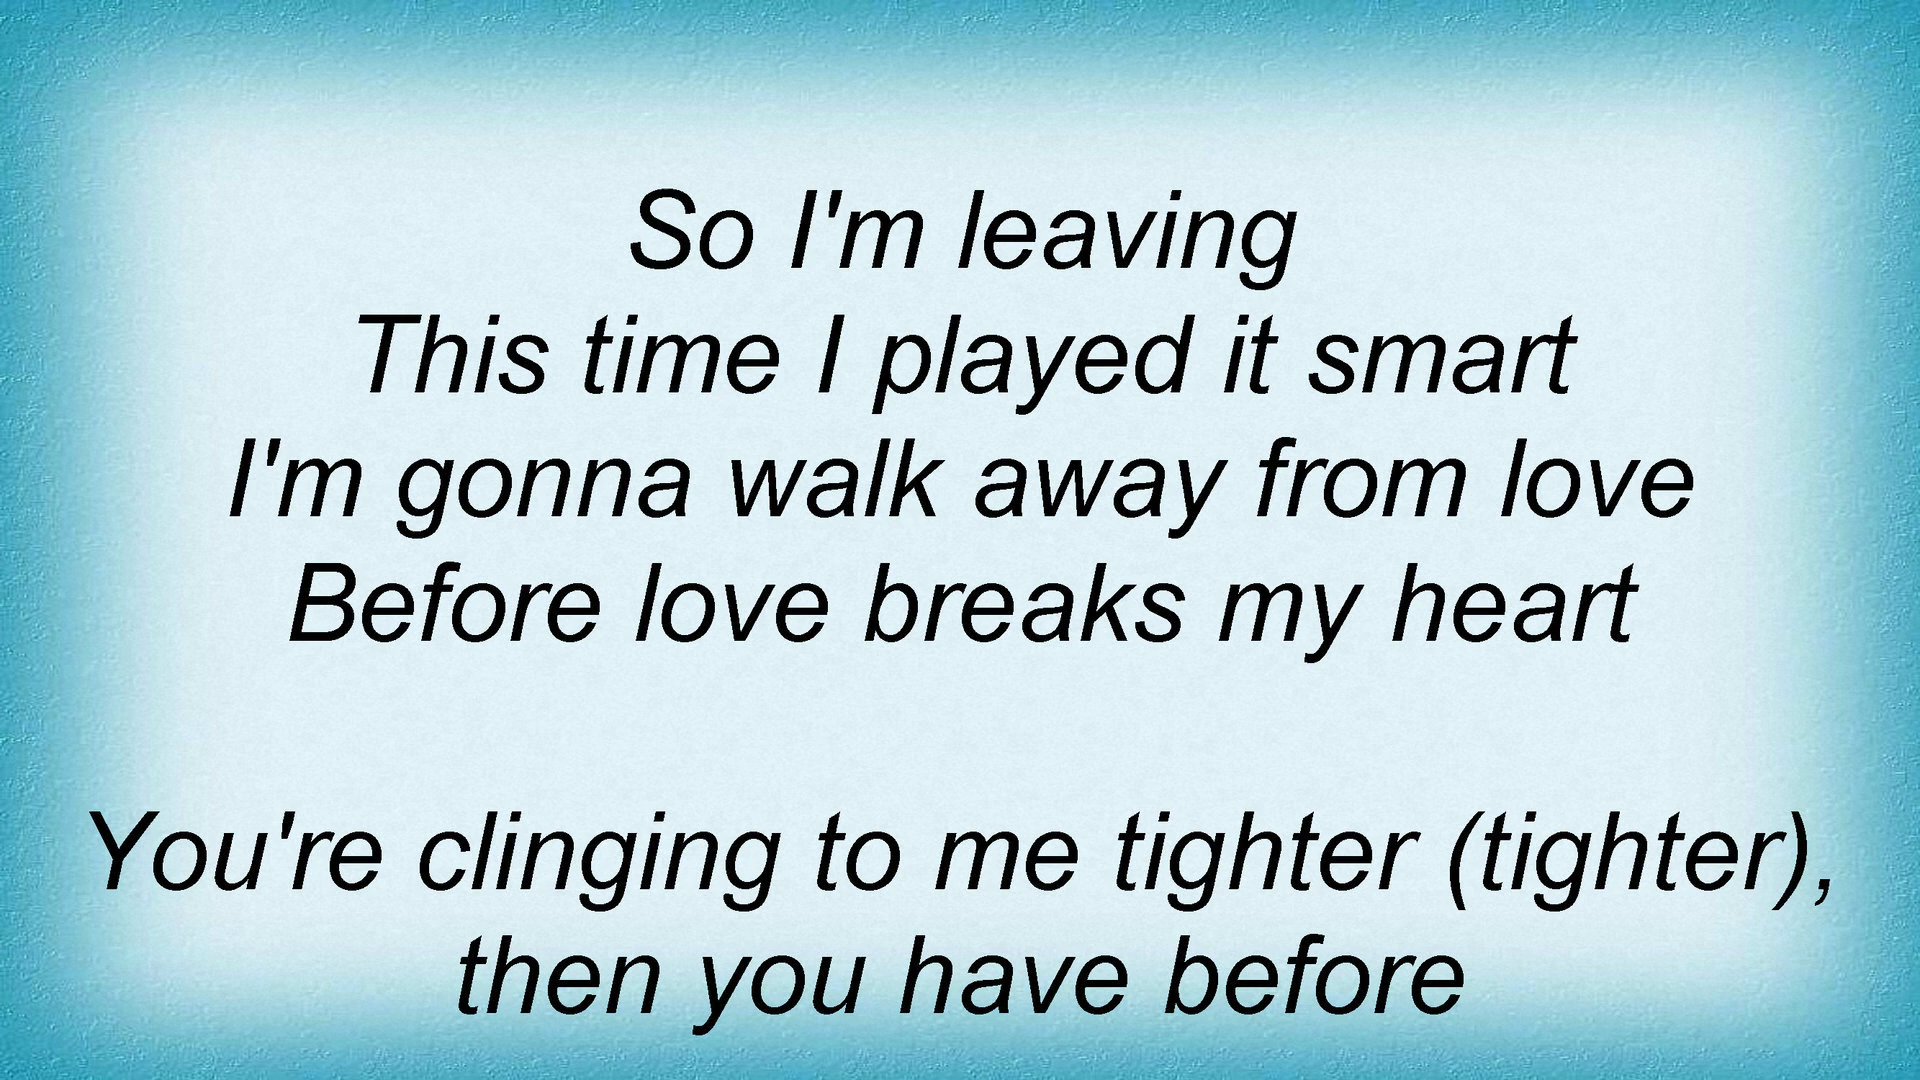 So I'm leaving
This time I played it smart
I'm gonna walk away from love
Before love breaks my heart
You're clinging to me tighter (tighter),
then you have before